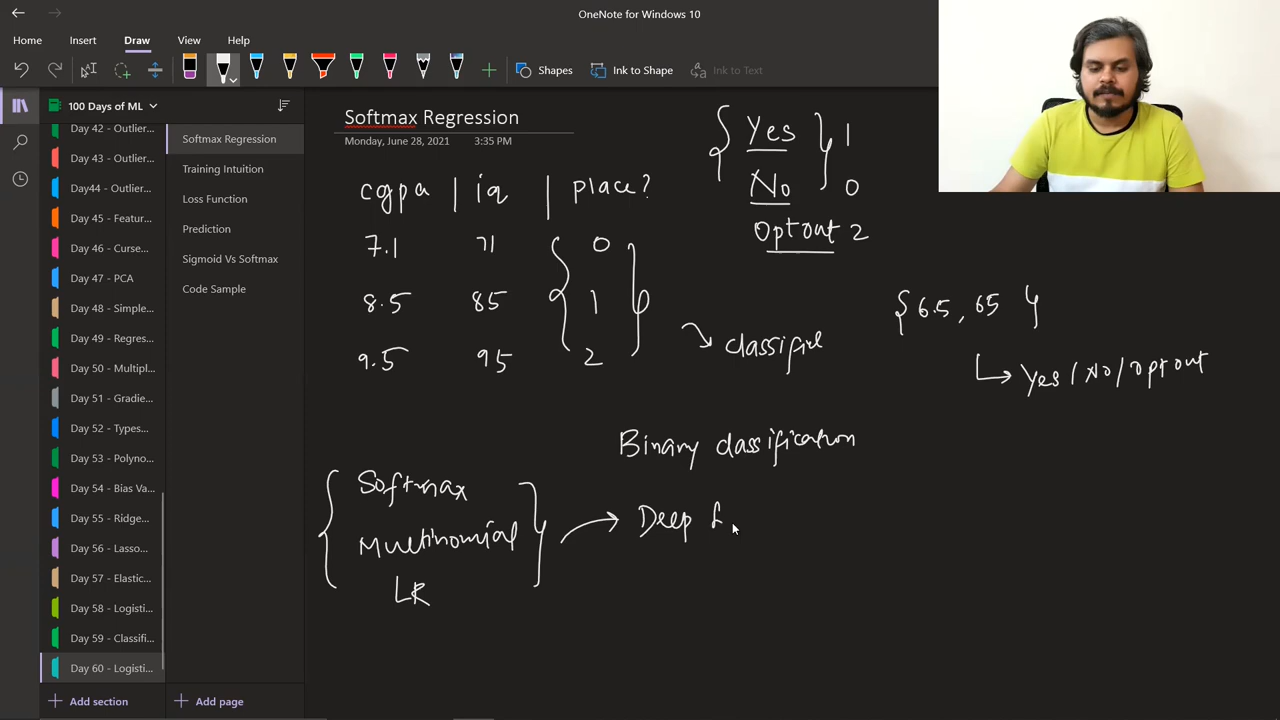 OneNote for Windows 10
Home Insert Draw View Help
Shapes Ink to Shape Ink to Text
100 Days of ML
Day 42 - Outlier...
Day 43 - Outlier...
Day44 - Outlier...
Day 45 - Featur...
Day 46 - Curse...
Day 47 - PCA
Day 48 - Simple...
Day 49 - Regres...
Day 50 - Multipl...
Day 51 - Gradie...
Day 52 - Types...
Day 53 - Polyno...
Day 54 - Bias Va...
Day 55 - Ridge...
Day 56 - Lasso...
Day 57 - Elastic...
Day 58 - Logisti...
Day 59 - Classifi...
Day 60 - Logisti...
Add section
Softmax Regression
Training Intuition
Loss Function
Prediction
Sigmoid Vs Softmax
Code Sample
Add page
Softmax Regression
Monday, June 28, 2021 3:35 PM
cgpa | iq | place?
7.1 71 0
8.5 85 1
9.5 95 2
{ Yes } 1
No 0
Optout 2
classifier
{ 6.5, 65 }
Yes / No / Opt out
Binary classification
Softmax
Multinomial
LR
Deep L